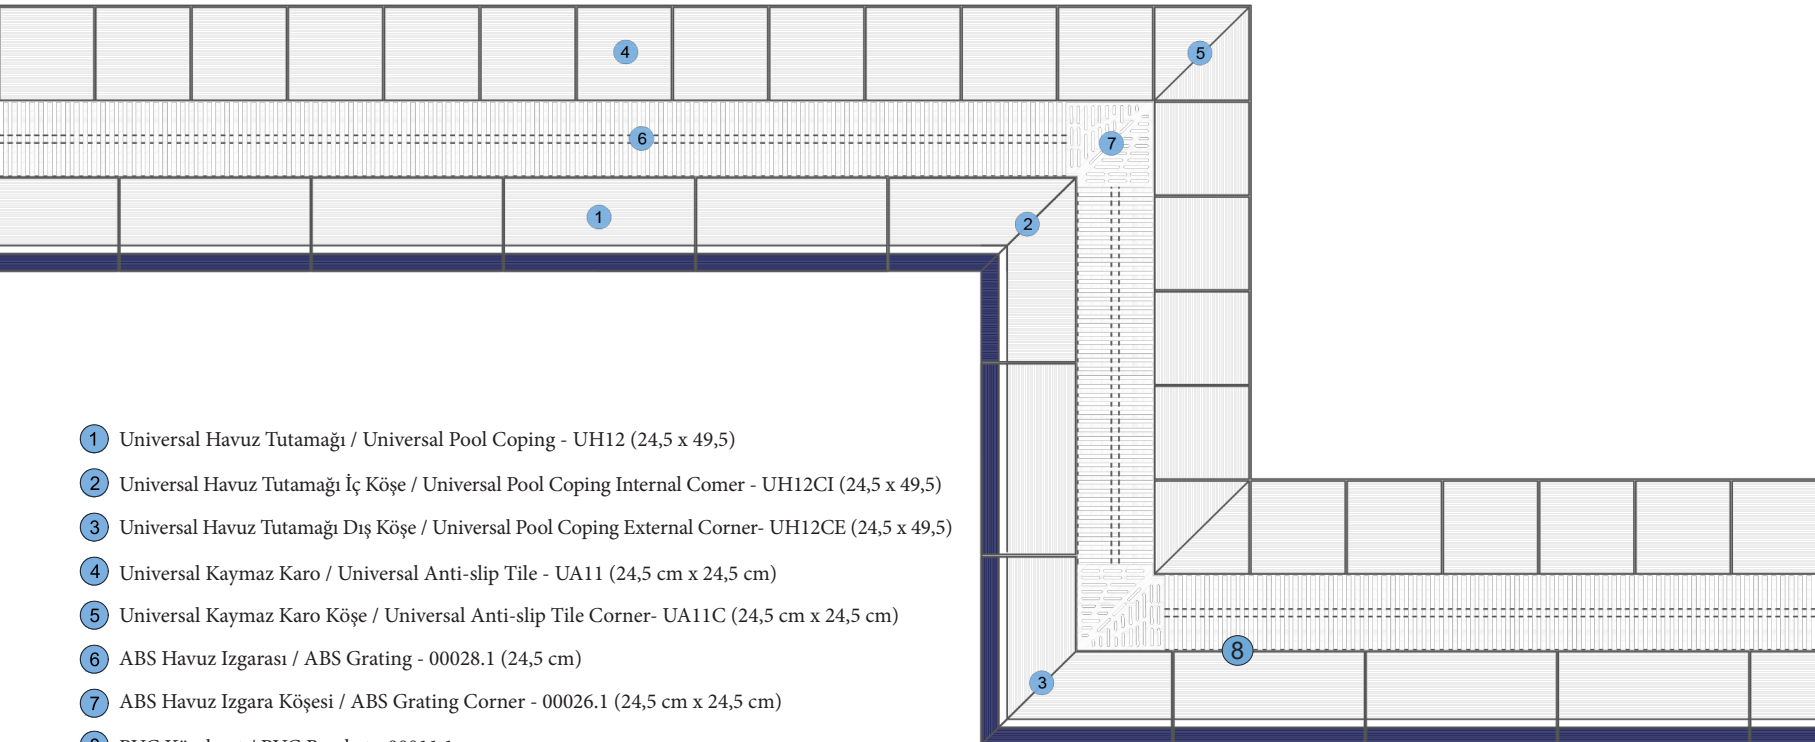 4
5
6
7
1
2
1 Universal Havuz Tutamağı / Universal Pool Coping - UH12 (24,5 x 49,5)
2 Universal Havuz Tutamağı İç Köşe / Universal Pool Coping Internal Comer - UH12CI (24,5 x 49,5)
3 Universal Havuz Tutamağı Dış Köşe / Universal Pool Coping External Corner- UH12CE (24,5 x 49,5)
4 Universal Kaymaz Karo / Universal Anti-slip Tile - UA11 (24,5 cm x 24,5 cm)
5 Universal Kaymaz Karo Köşe / Universal Anti-slip Tile Corner- UA11C (24,5 cm x 24,5 cm)
6 ABS Havuz Izgarası / ABS Grating - 00028.1 (24,5 cm)
8
3
7 ABS Havuz Izgara Köşesi / ABS Grating Corner - 00026.1 (24,5 cm x 24,5 cm)